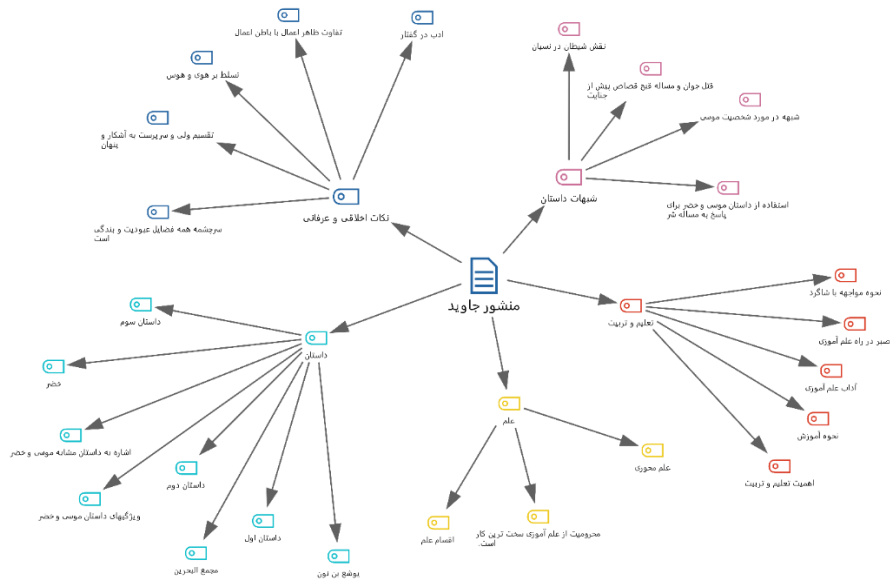 ادب در گفتار
تفاوت ظاهر اعمال با باطن اعمال
تسلط بر هوی و هوس
تقسیم ولی و سرپرست به آشکار و
پنهان
سرچشمه همه فضایل عبودیت و بندگی
است
نکات اخلاقی و عرفانی
نقش شیطان در نسیان
قتل جوان و مساله قبح قصاص پیش از
جنایت
شبهه در مورد شخصیت موسی
استفاده از داستان موسی و خضر برای
پاسخ به مساله شر
شبهات داستان
منشور جاوید
نحوه مواجهه با شاگرد
صبر در راه علم آموزی
آداب علم آموزی
نحوه آموزش
اهمیت تعلیم و تربیت
تعلیم و تربیت
داستان سوم
داستان
خضر
اشاره به داستان مشابه موسی و خضر
داستان دوم
ویژگیهای داستان موسی و خضر
داستان اول
مجمع البحرین
یوشع بن نون
علم
علم محوری
محرومیت از علم آموزی سخت ترین کار
است.
اقسام علم